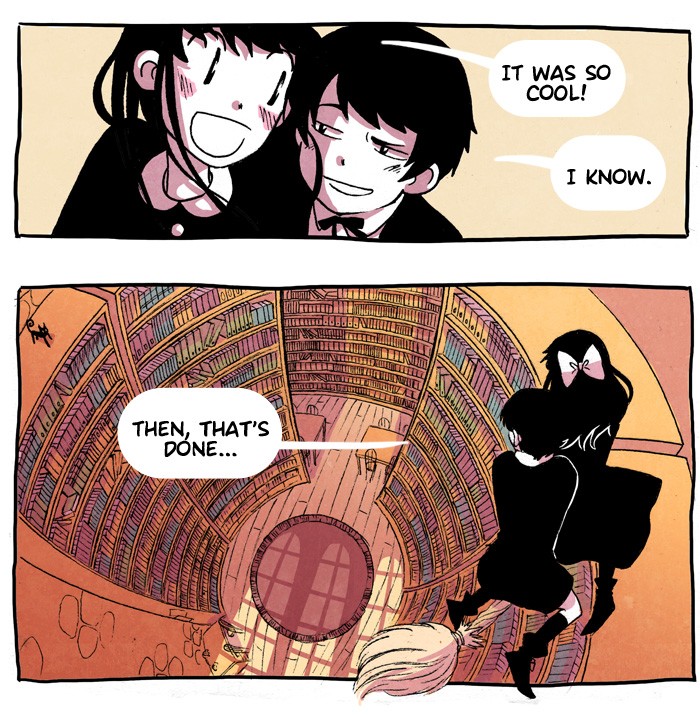 IT WAS SO
COOL!
I KNOW.
THEN, THAT'S
DONE...